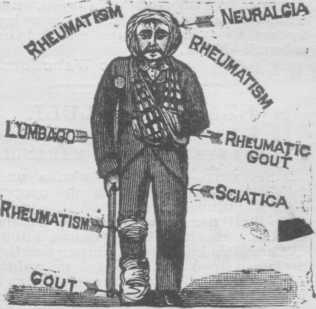 RHEUMATISM
NEURALGIA
RHEUMATISM
LUMBAGO
RHEUMATIC
GOUT
SCIATICA
RHEUMATISM
GOUT